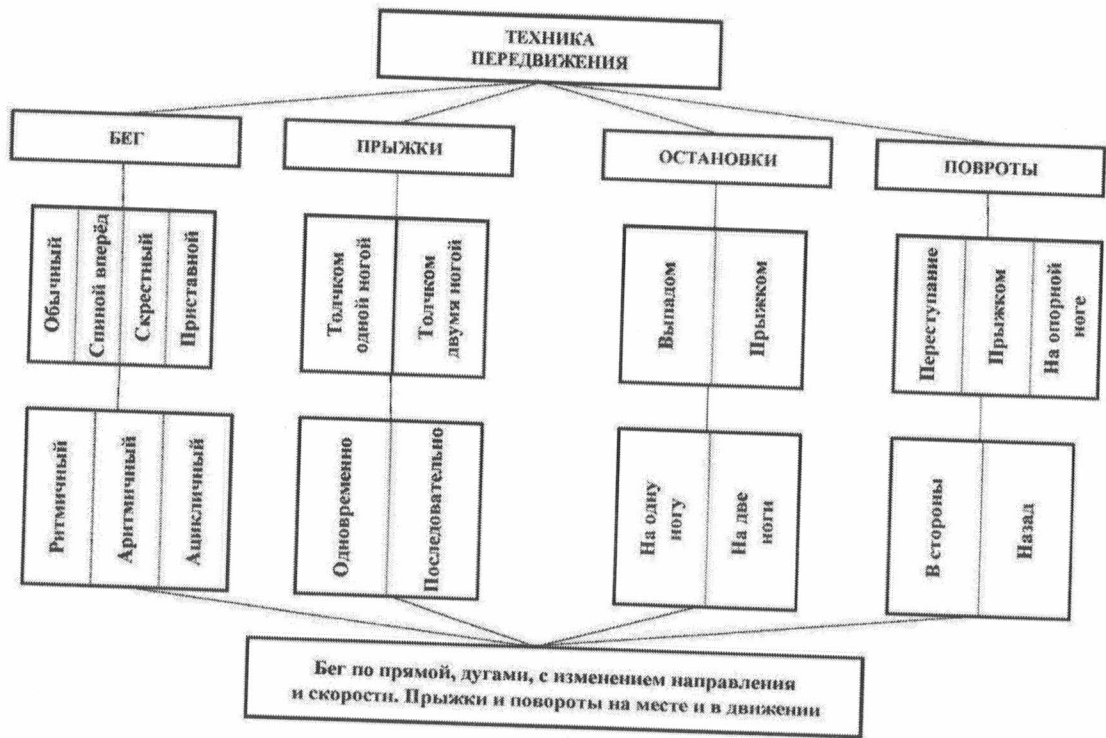 ТЕХНИКА
ПЕРЕДВИЖЕНИЯ
БЕГ
ПРЫЖКИ
ОСТАНОВКИ
ПОВРОТЫ
Обычный
Спиной вперёд
Скрестный
Приставной
Толчком
одной ногой
Толчком
двумя ногой
Выпадом
Прыжком
Переступание
Прыжком
На опорной
ноге
Ритмичный
Аритмичный
Ацикличный
Одновременно
Последовательно
На одну
ногу
На две
ноги
В стороны
Назад
Бег по прямой, дугами, с изменением направления
и скорости. Прыжки и повороты на месте и в движении